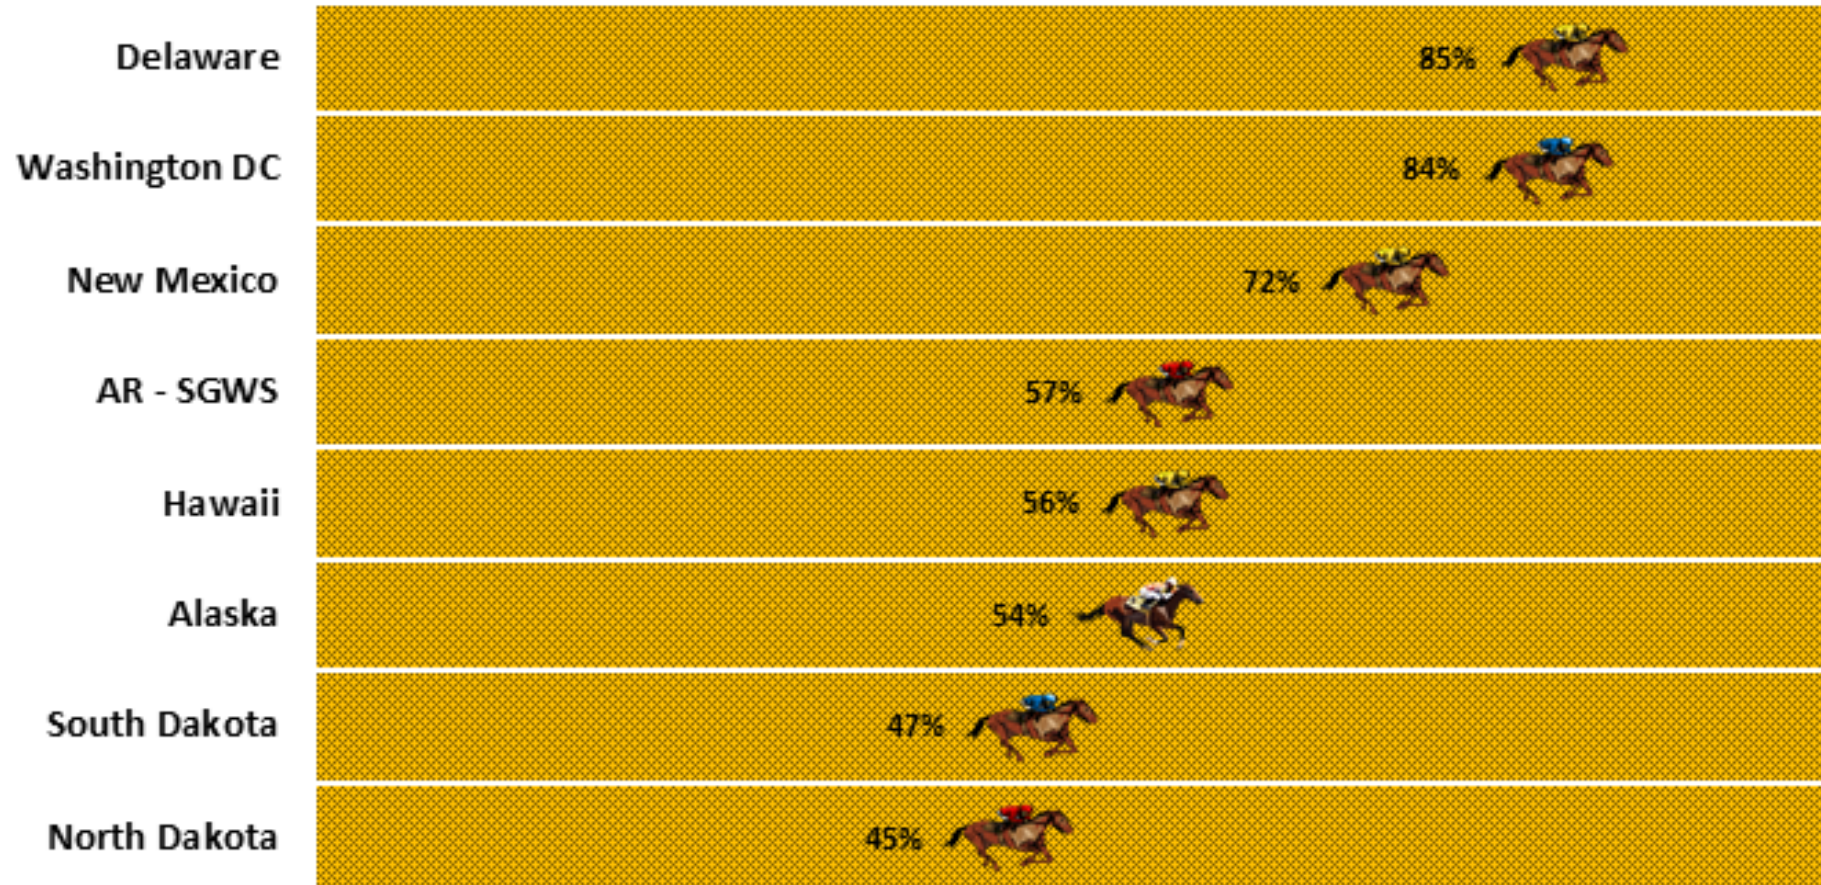 Delaware 85%
Washington DC 84%
New Mexico 72%
AR - SGWS 57%
Hawaii 56%
Alaska 54%
South Dakota 47%
North Dakota 45%